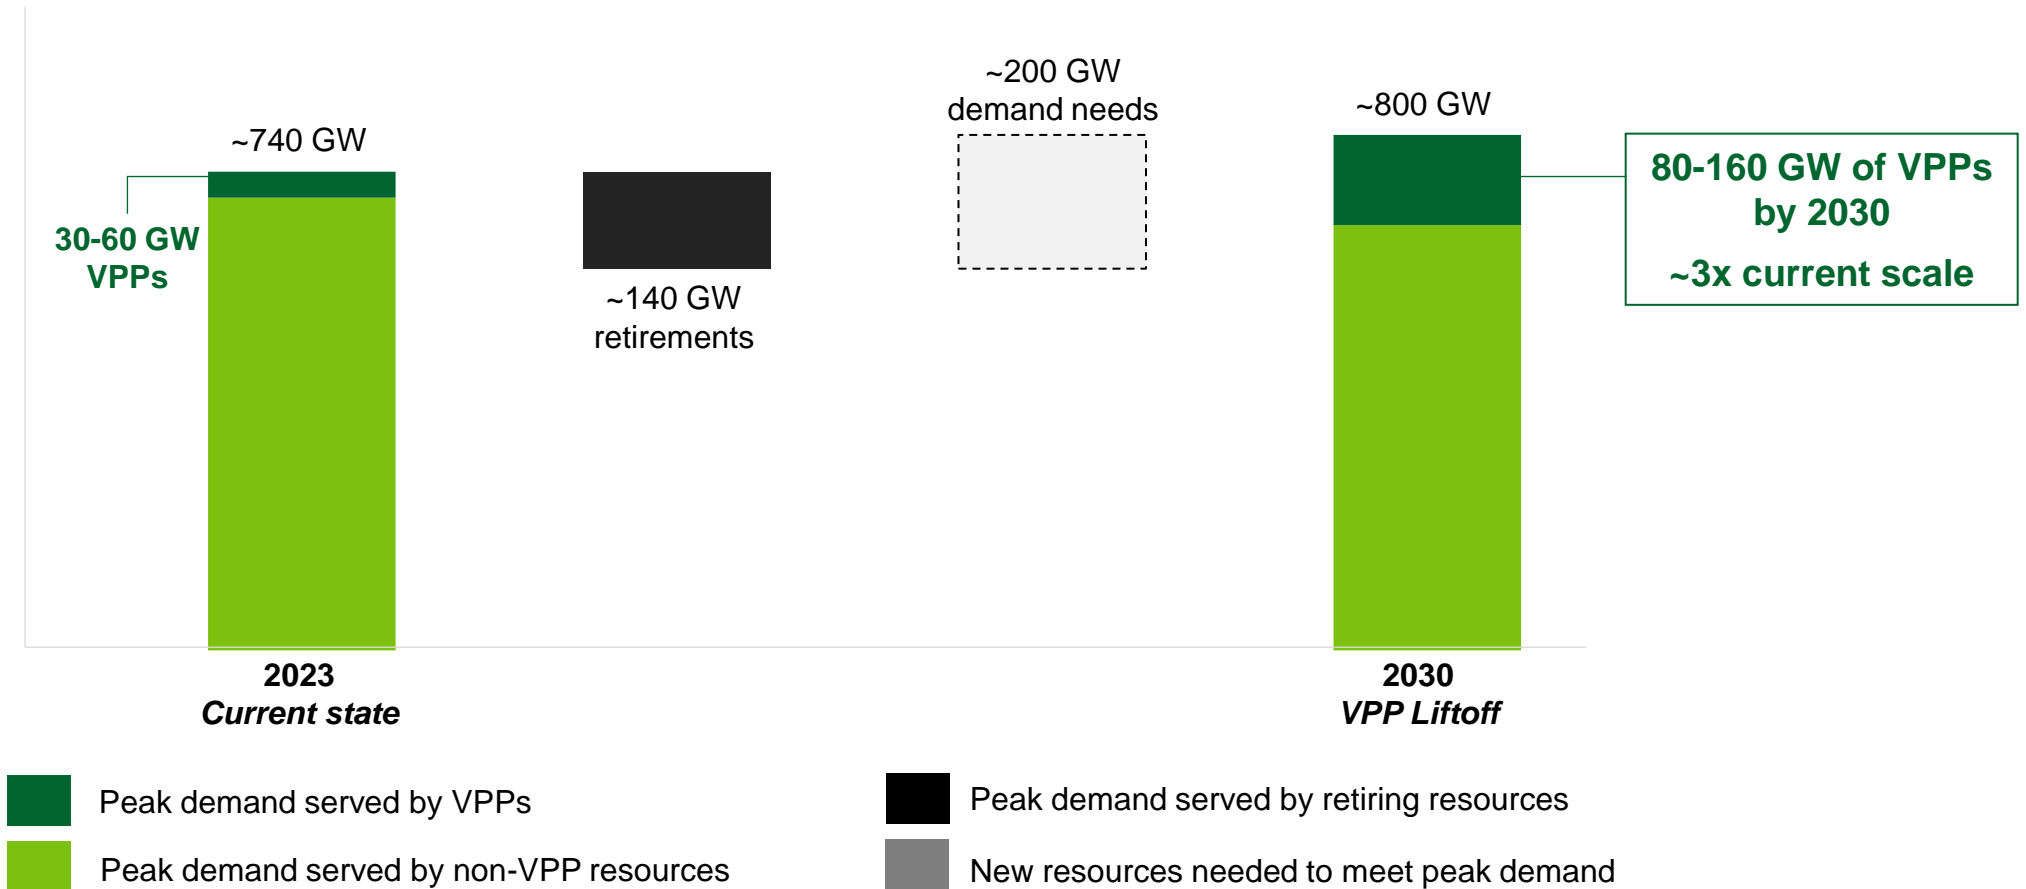 ~740 GW
30-60 GW
VPPs
~140 GW
retirements
~200 GW
demand needs
~800 GW
80-160 GW of VPPs
by 2030
~3x current scale
2023
Current state
2030
VPP Liftoff
Peak demand served by VPPs
Peak demand served by non-VPP resources
Peak demand served by retiring resources
New resources needed to meet peak demand